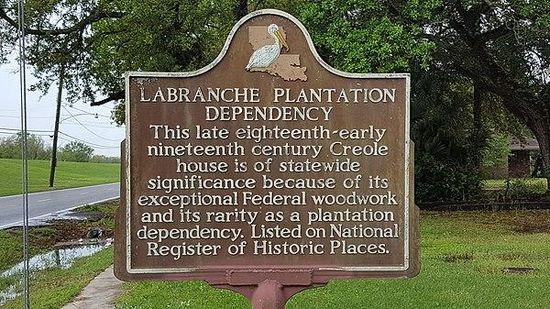 LABRANCHE PLANTATION
DEPENDENCY
This late eighteenth-early
nineteenth century Creole
house is of statewide
significance because of its
exceptional Federal woodwork
and its rarity as a plantation
dependency. Listed on National
Register of Historic Places.